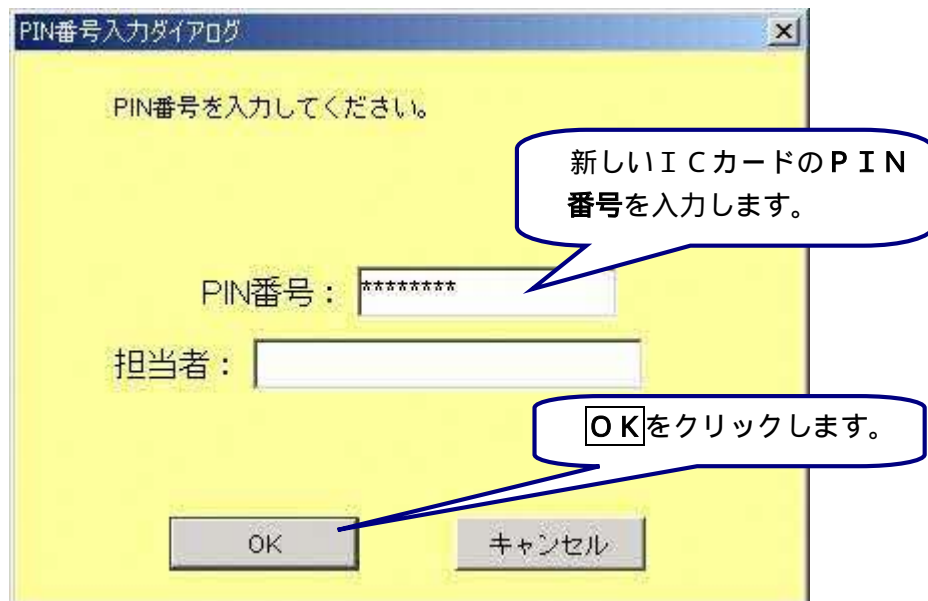 PIN番号入力ダイアログ
PIN番号を入力してください。
新しいＩＣカードのＰＩＮ
番号を入力します。
PIN番号： ********
担当者：
ＯＫをクリックします。
OK キャンセル